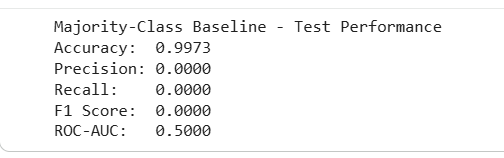 Majority-Class Baseline - Test Performance
Accuracy:  0.9973
Precision: 0.0000
Recall:    0.0000
F1 Score:  0.0000
ROC-AUC:   0.5000